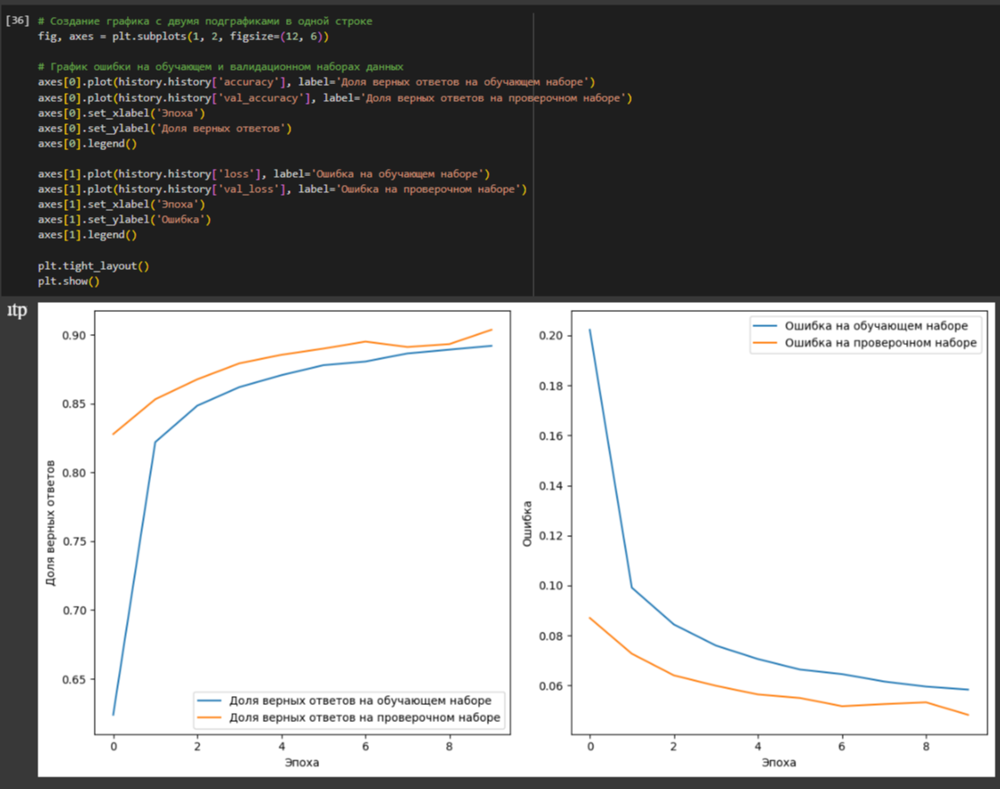 [36] # Создание графика с двумя подграфиками в одной строке
fig, axes = plt.subplots(1, 2, figsize=(12, 6))
# График ошибки на обучающем и валидационном наборах данных
axes[0].plot(history.history['accuracy'], label='Доля верных ответов на обучающем наборе')
axes[0].plot(history.history['val_accuracy'], label='Доля верных ответов на проверочном наборе')
axes[0].set_xlabel('Эпоха')
axes[0].set_ylabel('Доля верных ответов')
axes[0].legend()
axes[1].plot(history.history['loss'], label='Ошибка на обучающем наборе')
axes[1].plot(history.history['val_loss'], label='Ошибка на проверочном наборе')
axes[1].set_xlabel('Эпоха')
axes[1].set_ylabel('Ошибка')
axes[1].legend()
plt.tight_layout()
plt.show()
0.90
0.85
0.80
0.75
0.70
0.65
Доля верных ответов
Доля верных ответов на обучающем наборе
Доля верных ответов на проверочном наборе
0 2 4 6 8
Эпоха
0.20
0.18
0.16
0.14
0.12
0.10
0.08
0.06
Ошибка
Ошибка на обучающем наборе
Ошибка на проверочном наборе
0 2 4 6 8
Эпоха